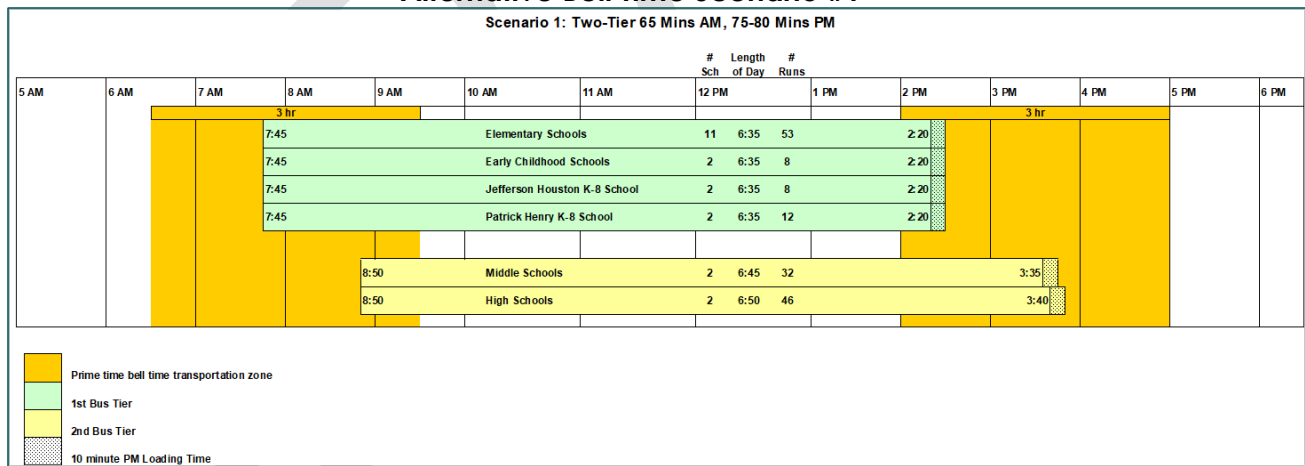 Alternative Bell Time Scenario #1
Scenario 1: Two-Tier 65 Mins AM, 75-80 Mins PM
# Length #
Sch of Day Runs
5 AM 6 AM 7 AM 8 AM 9 AM 10 AM 11 AM 12 PM 1 PM 2 PM 3 PM 4 PM 5 PM 6 PM
3 hr 3 hr
7:45 Elementary Schools 11 6:35 53 2:20
7:45 Early Childhood Schools 2 6:35 8 2:20
7:45 Jefferson Houston K-8 School 2 6:35 8 2:20
7:45 Patrick Henry K-8 School 2 6:35 12 2:20
8:50 Middle Schools 2 6:45 32 3:35
8:50 High Schools 2 6:50 46 3:40
Prime time bell time transportation zone
1st Bus Tier
2nd Bus Tier
10 minute PM Loading Time